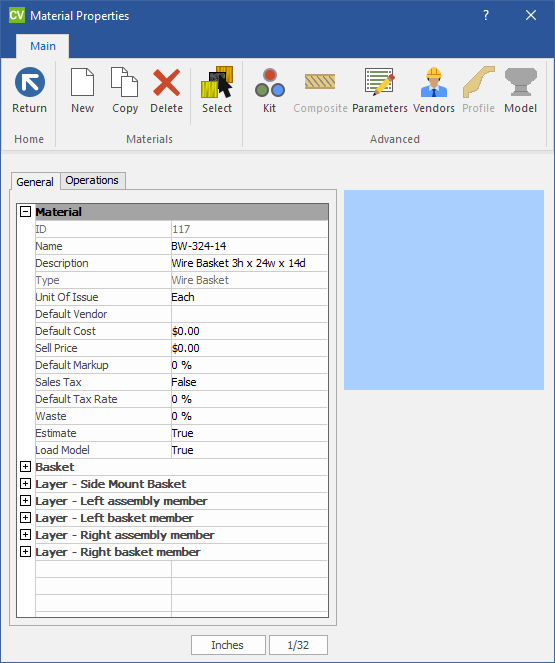 CV Material Properties ?
Main
Return New Copy Delete Select Kit Composite Parameters Vendors Profile Model
Home Materials Advanced
General Operations
Material
ID 117
Name BW-324-14
Description Wire Basket 3h x 24w x 14d
Type Wire Basket
Unit Of Issue Each
Default Vendor
Default Cost $0.00
Sell Price $0.00
Default Markup 0 %
Sales Tax False
Default Tax Rate 0 %
Waste 0 %
Estimate True
Load Model True
Basket
Layer - Side Mount Basket
Layer - Left assembly member
Layer - Left basket member
Layer - Right assembly member
Layer - Right basket member
Inches 1/32